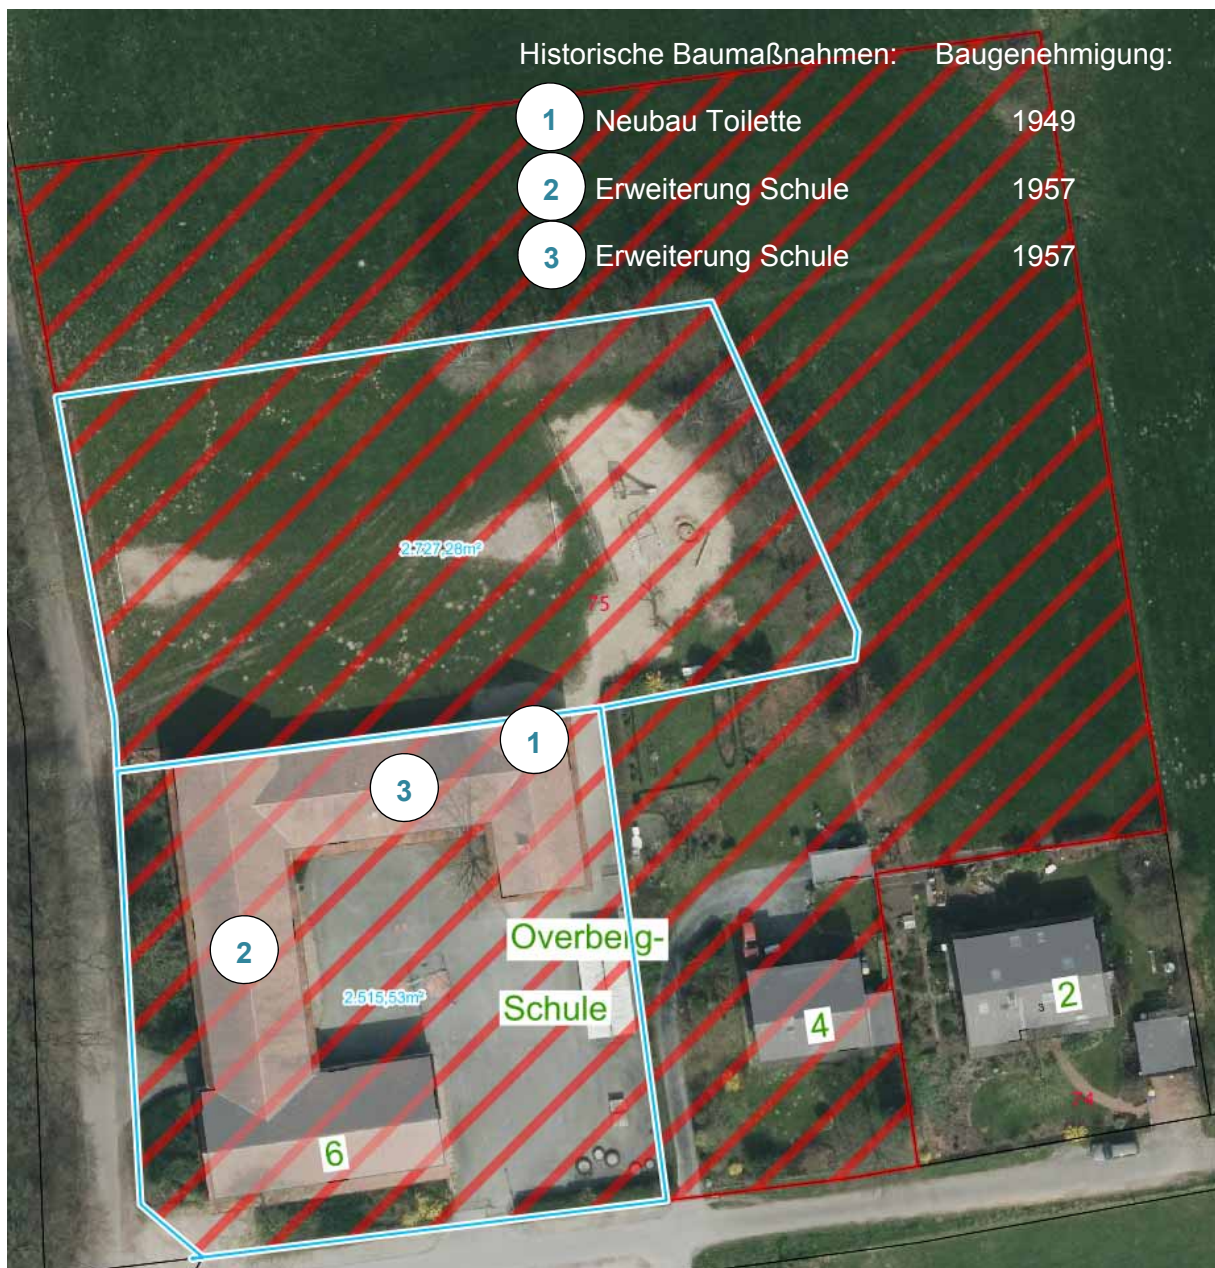 Historische Baumaßnahmen: Baugenehmigung:
1 Neubau Toilette 1949
2 Erweiterung Schule 1957
3 Erweiterung Schule 1957
2.727,28m²
75
1
3
2
Overberg-
2.515,53m²
Schule
4
2
3
6
74